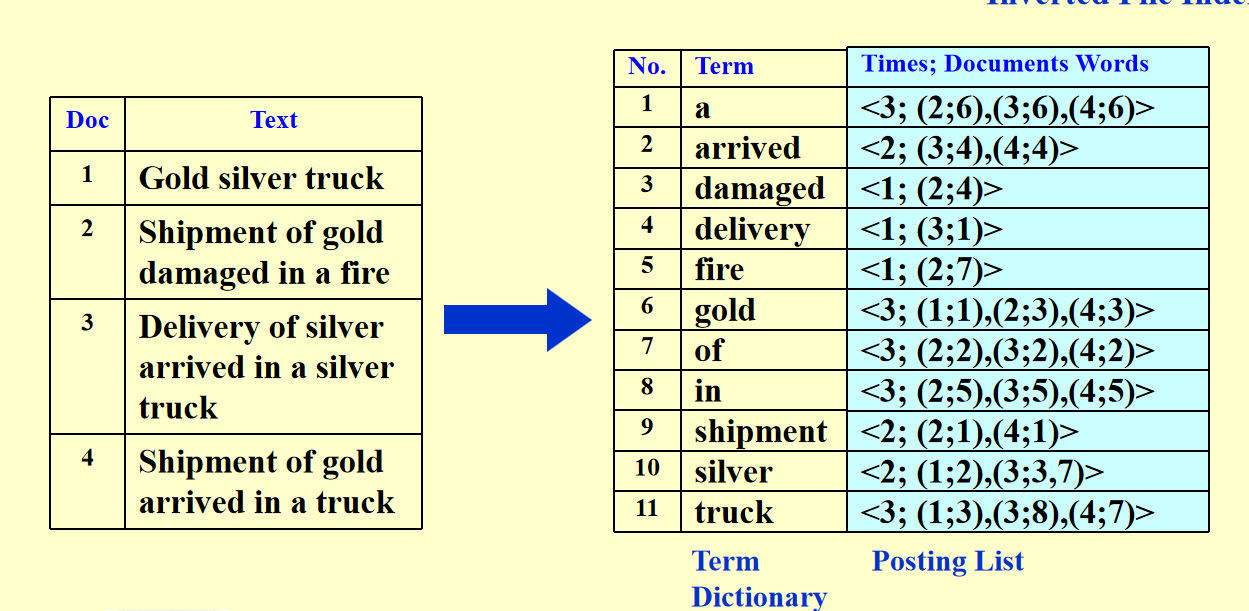 Inverted File Inde
Doc Text
1 Gold silver truck
2 Shipment of gold
damaged in a fire
3 Delivery of silver
arrived in a silver
truck
4 Shipment of gold
arrived in a truck
No. Term Times; Documents Words
1 a <3; (2;6),(3;6),(4;6)>
2 arrived <2; (3;4),(4;4)>
3 damaged <1; (2;4)>
4 delivery <1; (3;1)>
5 fire <1; (2;7)>
6 gold <3; (1;1),(2;3),(4;3)>
7 of <3; (2;2),(3;2),(4;2)>
8 in <3; (2;5),(3;5),(4;5)>
9 shipment <2; (2;1),(4;1)>
10 silver <2; (1;2),(3;3,7)>
11 truck <3; (1;3),(3;8),(4;7)>
Term
Dictionary
Posting List